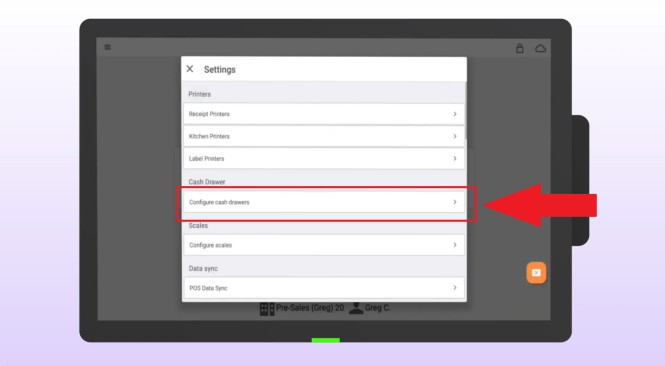 Settings
Printers
Receipt Printers
Kitchen Printers
Label Printers
Cash Drawer
Configure cash drawers
Scales
Configure scales
Data sync
POS Data Sync
Pre-Sales (Greg) 20 Greg C.